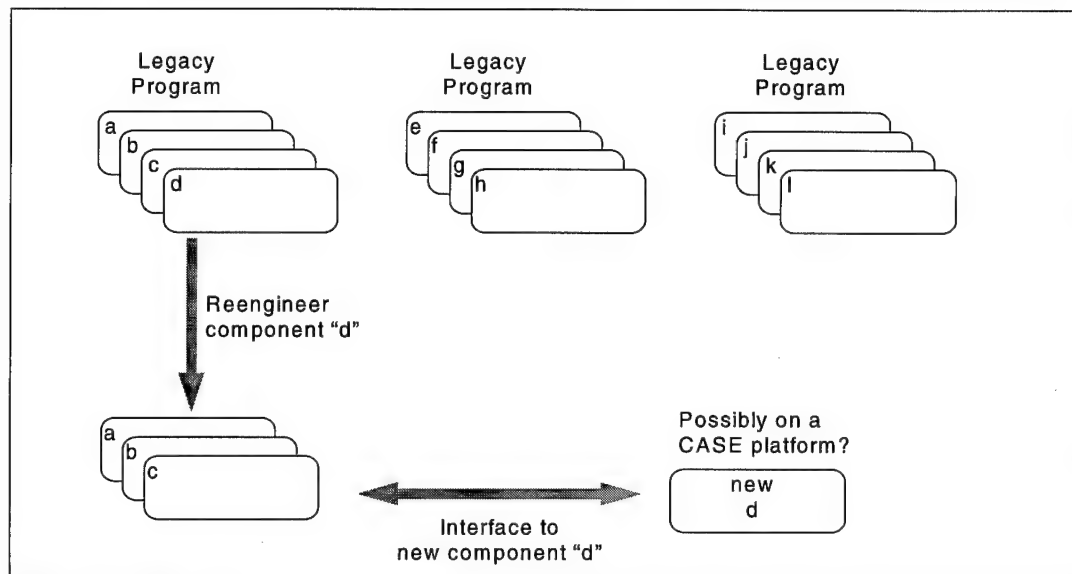 Legacy
Program
a
b
c
d
Legacy
Program
e
f
g
h
Legacy
Program
i
j
k
l
Reengineer
component “d”
a
b
c
Interface to
new component “d”
Possibly on a
CASE platform?
new
d